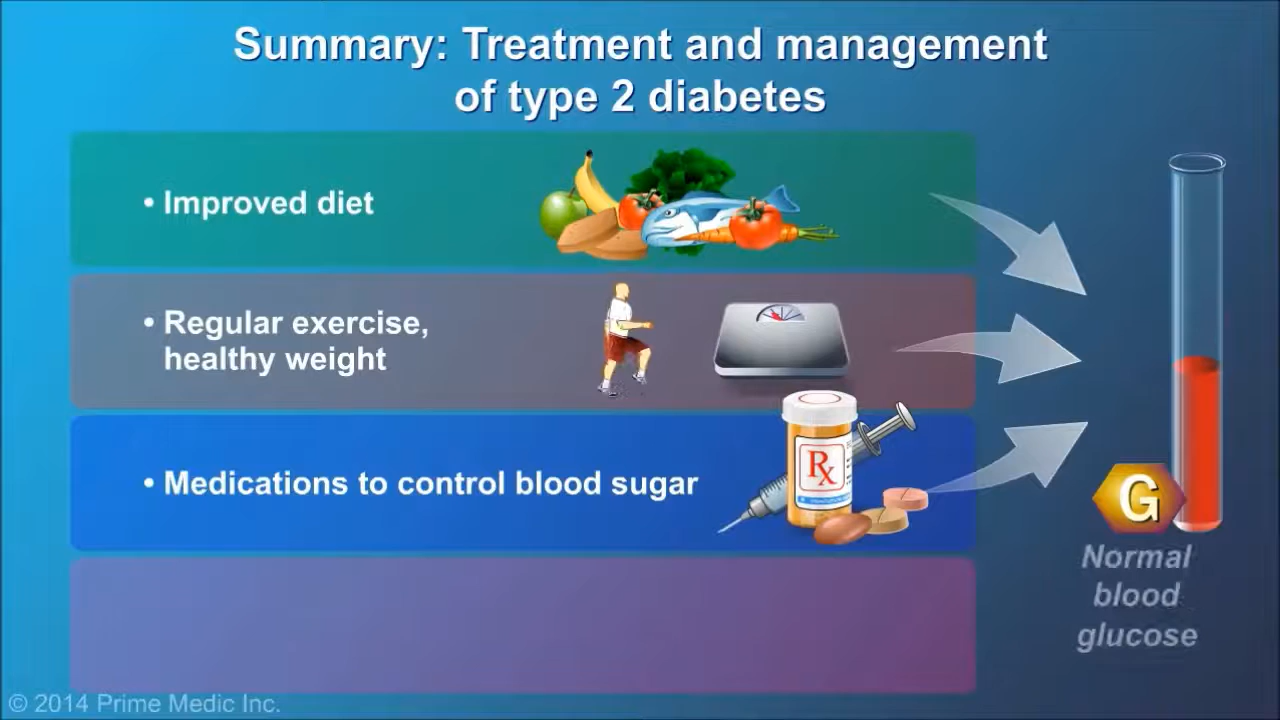 Summary: Treatment and management
of type 2 diabetes
• Improved diet
• Regular exercise,
healthy weight
• Medications to control blood sugar
Rx
G
Normal
blood
glucose
© 2014 Prime Medic Inc.